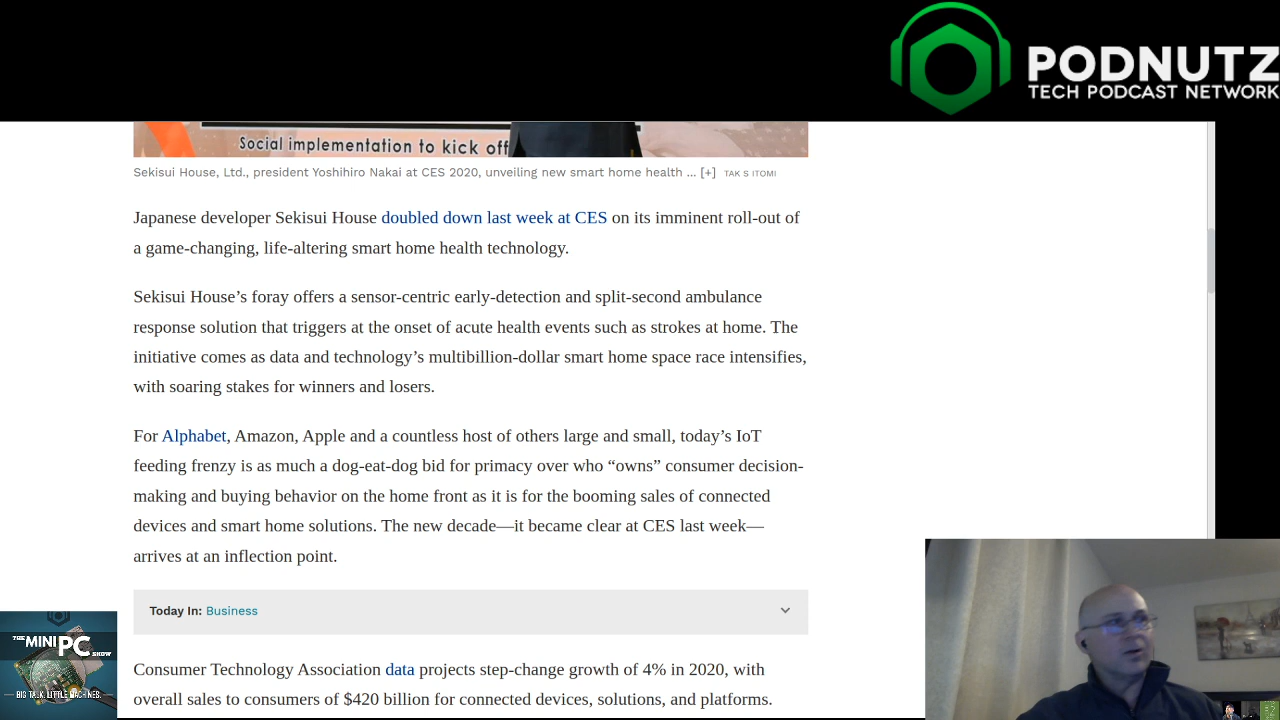 PODNUTZ
TECH PODCAST NETWORK
Social implementation to kick off
Sekisui House, Ltd., president Yoshihiro Nakai at CES 2020, unveiling new smart home health ... [+] TAK S ITOMI
Japanese developer Sekisui House doubled down last week at CES on its imminent roll-out of
a game-changing, life-altering smart home health technology.
Sekisui House’s foray offers a sensor-centric early-detection and split-second ambulance
response solution that triggers at the onset of acute health events such as strokes at home. The
initiative comes as data and technology’s multibillion-dollar smart home space race intensifies,
with soaring stakes for winners and losers.
For Alphabet, Amazon, Apple and a countless host of others large and small, today’s IoT
feeding frenzy is as much a dog-eat-dog bid for primacy over who “owns” consumer decision-
making and buying behavior on the home front as it is for the booming sales of connected
devices and smart home solutions. The new decade—it became clear at CES last week—
arrives at an inflection point.
Today In: Business
Consumer Technology Association data projects step-change growth of 4% in 2020, with
overall sales to consumers of $420 billion for connected devices, solutions, and platforms.
THE MINI PC SHOW
BIG TALK. LITTLE MACHINES.